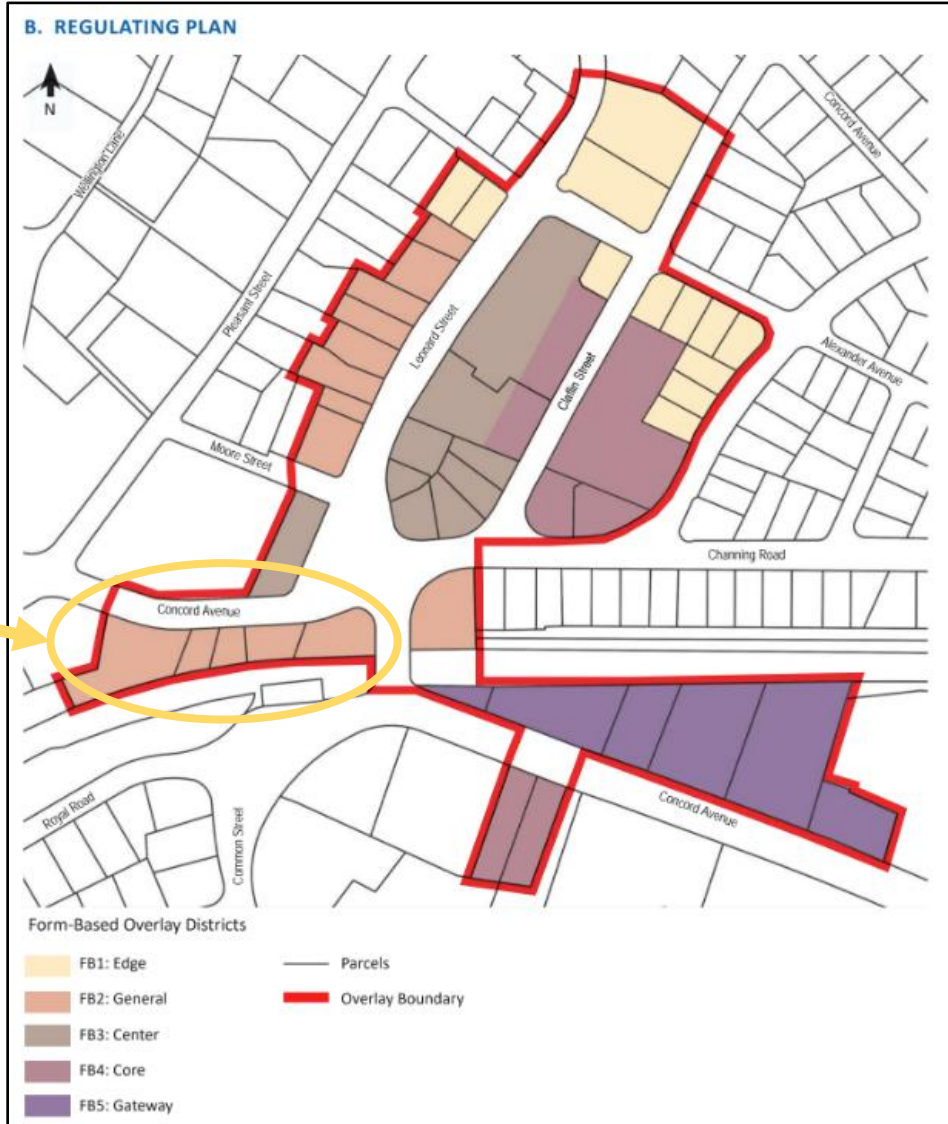 B. REGULATING PLAN
N
Wellington Lane
Concord Avenue
Pleasant Street
Leonard Street
Claflin Street
Alexander Avenue
Moore Street
Channing Road
Concord Avenue
Concord Avenue
Royal Road
Common Street
Form-Based Overlay Districts
FB1: Edge
Parcels
FB2: General
Overlay Boundary
FB3: Center
FB4: Core
FB5: Gateway